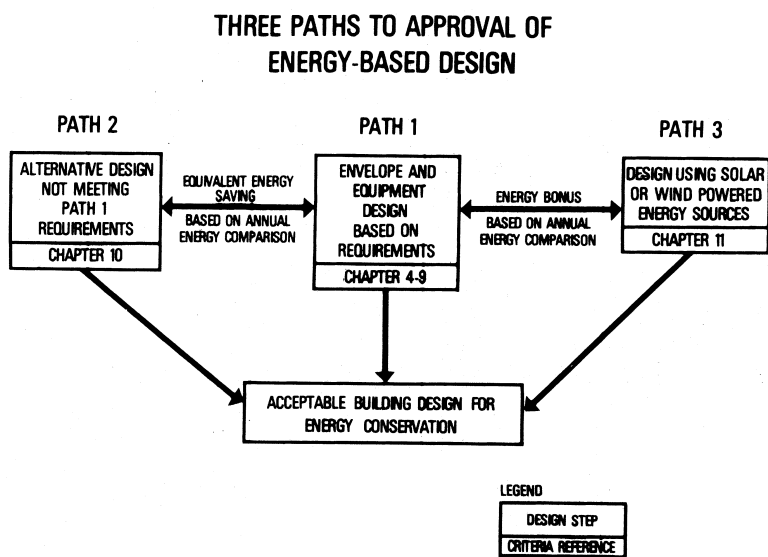 THREE PATHS TO APPROVAL OF
ENERGY-BASED DESIGN
PATH 2
ALTERNATIVE DESIGN
NOT MEETING
PATH 1
REQUIREMENTS
CHAPTER 10
EQUIVALENT ENERGY
SAVING
BASED ON ANNUAL
ENERGY COMPARISON
PATH 1
ENVELOPE AND
EQUIPMENT
DESIGN
BASED ON
REQUIREMENTS
CHAPTER 4-9
ENERGY BONUS
BASED ON ANNUAL
ENERGY COMPARISON
PATH 3
DESIGN USING SOLAR
OR WIND POWERED
ENERGY SOURCES
CHAPTER 11
ACCEPTABLE BUILDING DESIGN FOR
ENERGY CONSERVATION
LEGEND
DESIGN STEP
CRITERIA REFERENCE